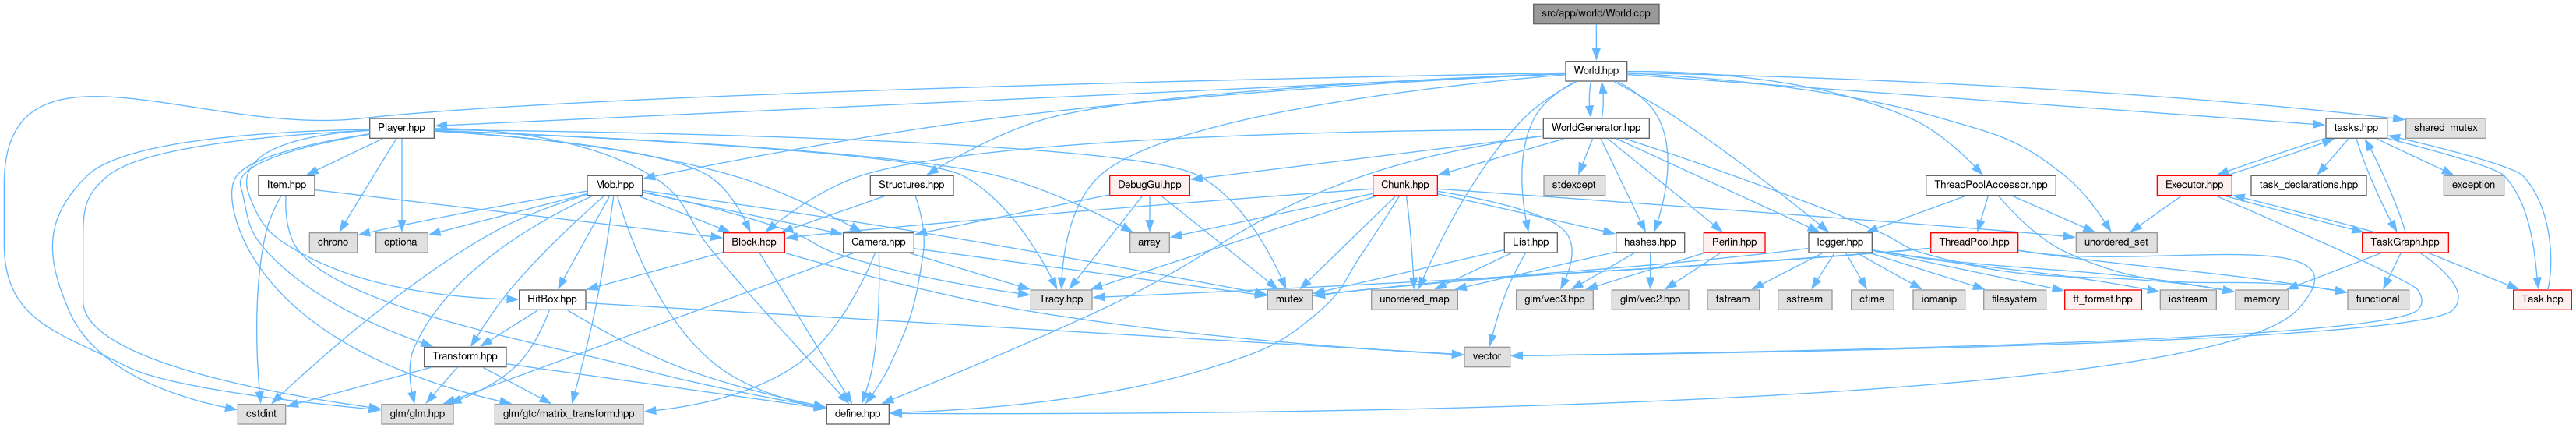 src/app/world/World.cpp
World.hpp
Player.hpp
WorldGenerator.hpp
tasks.hpp
shared_mutex
Item.hpp
Mob.hpp
Structures.hpp
DebugGui.hpp
stdexcept
Chunk.hpp
ThreadPoolAccessor.hpp
Executor.hpp
task_declarations.hpp
exception
chrono
optional
Block.hpp
Camera.hpp
array
hashes.hpp
Perlin.hpp
List.hpp
logger.hpp
ThreadPool.hpp
unordered_set
TaskGraph.hpp
HitBox.hpp
Tracy.hpp
mutex
unordered_map
glm/vec3.hpp
glm/vec2.hpp
fstream
sstream
ctime
iomanip
filesystem
ft_format.hpp
iostream
memory
functional
Task.hpp
Transform.hpp
vector
cstdint
glm/glm.hpp
glm/gtc/matrix_transform.hpp
define.hpp